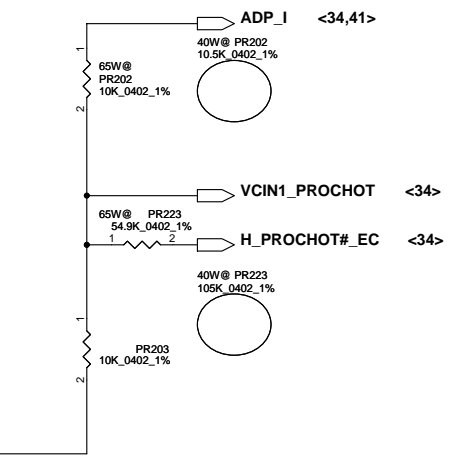 ADP_I <34,41>
1
65W@
PR202
10K_0402_1%
2
40W@ PR202
10.5K_0402_1%
VCIN1_PROCHOT <34>
65W@ PR223
54.9K_0402_1%
1 2
H_PROCHOT#_EC <34>
40W@ PR223
105K_0402_1%
1
PR203
10K_0402_1%
2